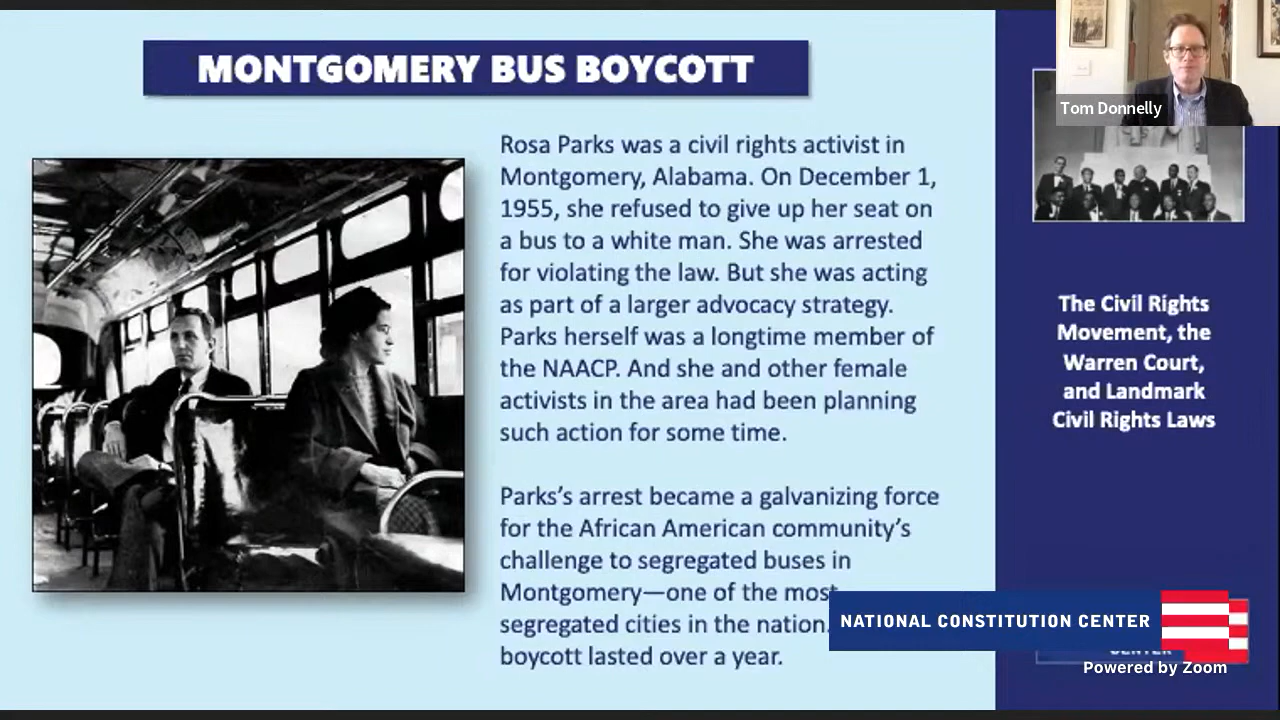 MONTGOMERY BUS BOYCOTT
Rosa Parks was a civil rights activist in
Montgomery, Alabama. On December 1,
1955, she refused to give up her seat on
a bus to a white man. She was arrested
for violating the law. But she was acting
as part of a larger advocacy strategy.
Parks herself was a longtime member of
the NAACP. And she and other female
activists in the area had been planning
such action for some time.
Parks’s arrest became a galvanizing force
for the African American community’s
challenge to segregated buses in
Montgomery—one of the most
segregated cities in the nation.
boycott lasted over a year.
Tom Donnelly
The Civil Rights
Movement, the
Warren Court,
and Landmark
Civil Rights Laws
NATIONAL CONSTITUTION CENTER
Powered by Zoom